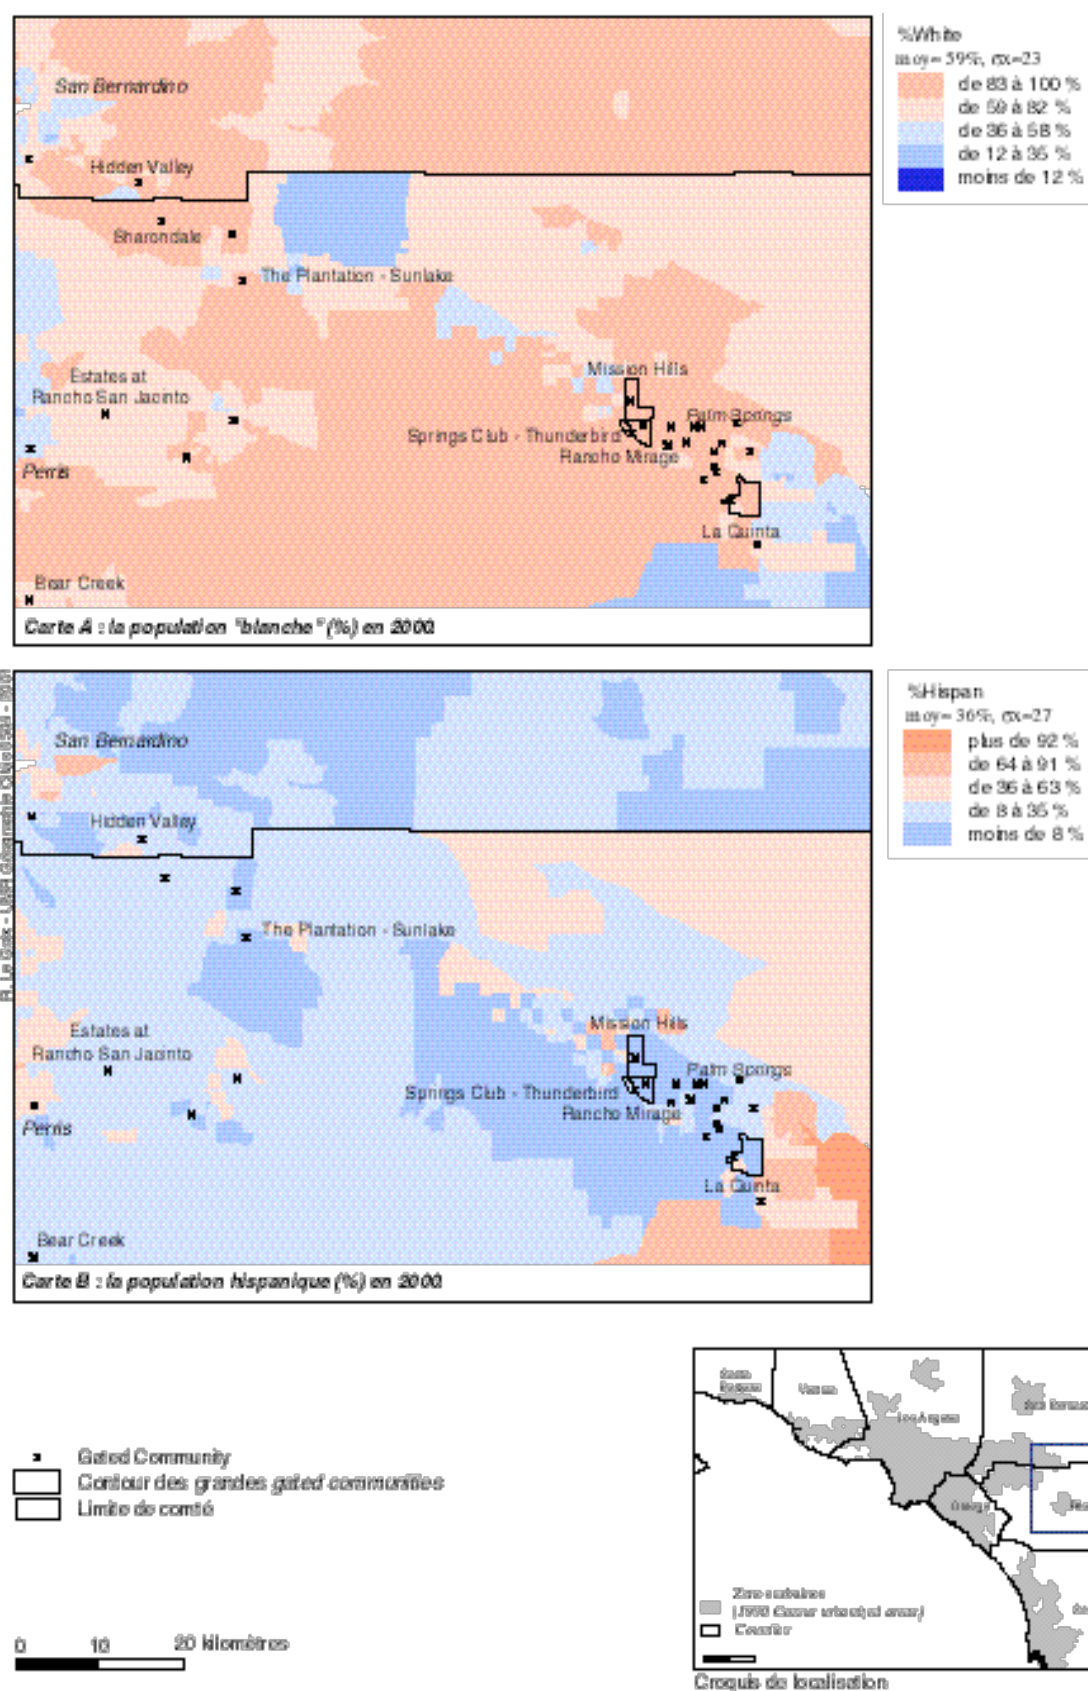 %White
moy= 59%, σx=23
de 83 à 100 %
de 59 à 82 %
de 36 à 58 %
de 12 à 35 %
moins de 12 %
San Bernardino
Hidden Valley
Sharondale
The Plantation - Sunlake
Estates at
Rancho San Jacinto
Mission Hills
Palm Springs
Springs Club - Thunderbird
Rancho Mirage
Perris
La Quinta
Bear Creek
Carte A : la population "blanche" (%) en 2000
%Hispan
moy= 36%, σx=27
plus de 92 %
de 64 à 91 %
de 36 à 63 %
de 8 à 35 %
moins de 8 %
San Bernardino
Hidden Valley
The Plantation - Sunlake
Estates at
Rancho San Jacinto
Mission Hills
Palm Springs
Springs Club - Thunderbird
Rancho Mirage
Perris
La Quinta
Bear Creek
Carte B : la population hispanique (%) en 2000
Gated Community
Contour des grandes gated communities
Limite de comté
0 10 20 kilomètres
Ventura
Los Angeles
Orange
Zone urbaines
Counties
Croquis de localisation